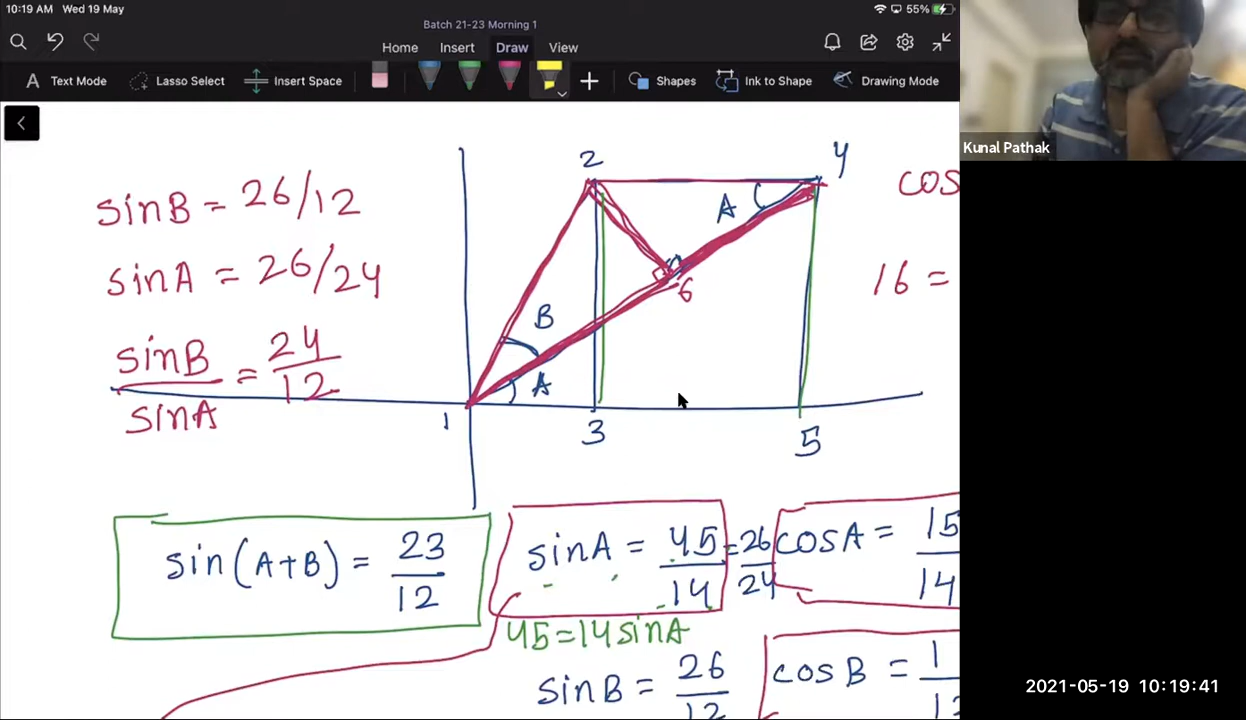 10:19 AM Wed 19 May
55%
Batch 21-23 Morning 1
Home Insert Draw View
A Text Mode Lasso Select Insert Space Shapes Ink to Shape Drawing Mode
Kunal Pathak
sinB = 26/12
sinA = 26/24
sinB/sinA = 24/12
2
4
A
B
6
A
1
3
5
cos
16 =
sin(A+B) = 23/12
sinA = 45/14 = 26/24
cosA = 15/14
45=14sinA
sinB = 26/12
cosB =
2021-05-19 10:19:41